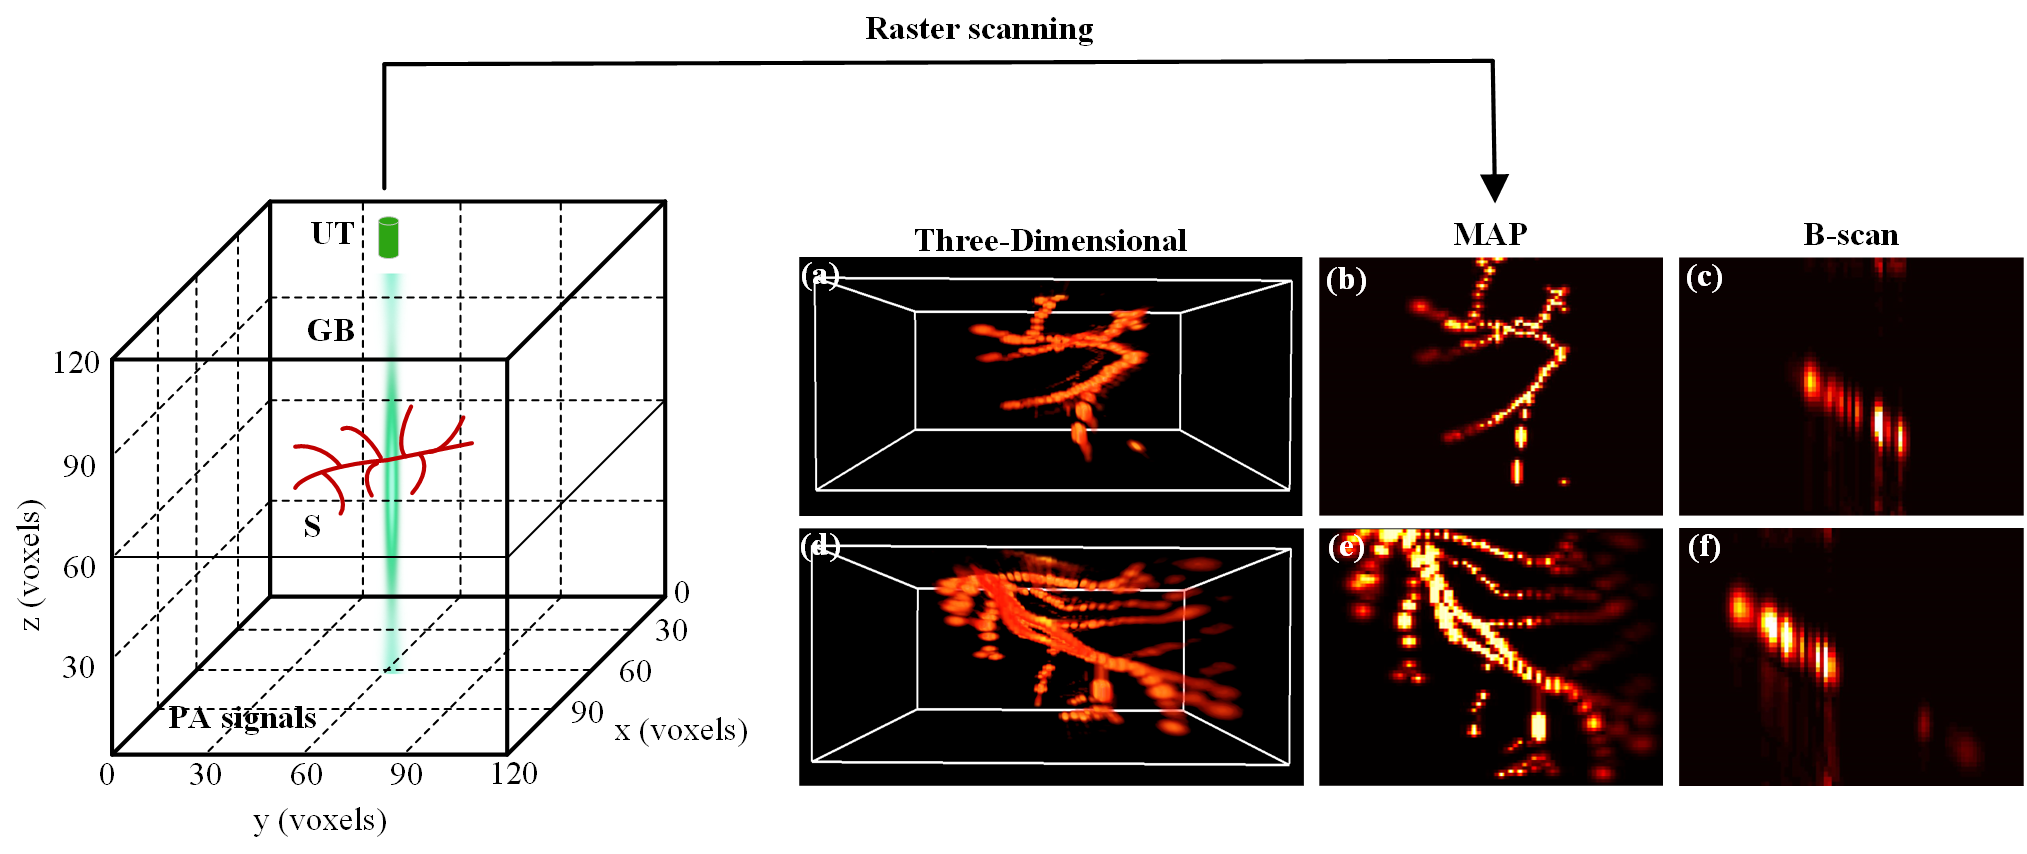 Raster scanning
UT
GB
S
PA signals
120
90
60
30
z (voxels)
0
30
60
90
120
y (voxels)
0
30
60
90
x (voxels)
Three-Dimensional
MAP
B-scan
(a)
(b)
(c)
(d)
(e)
(f)